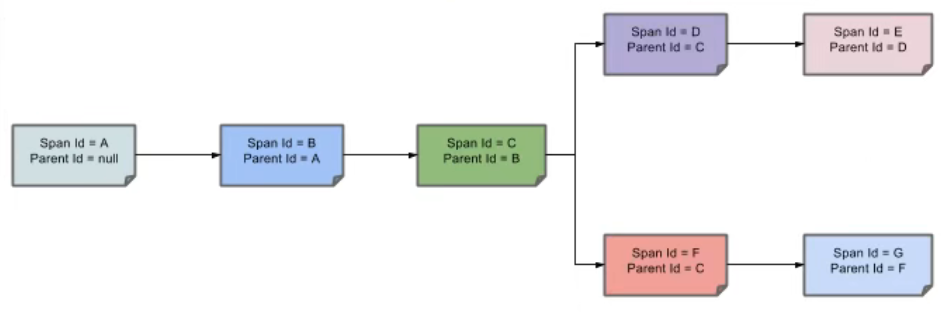 Span Id = A
Parent Id = null
Span Id = B
Parent Id = A
Span Id = C
Parent Id = B
Span Id = D
Parent Id = C
Span Id = E
Parent Id = D
Span Id = F
Parent Id = C
Span Id = G
Parent Id = F